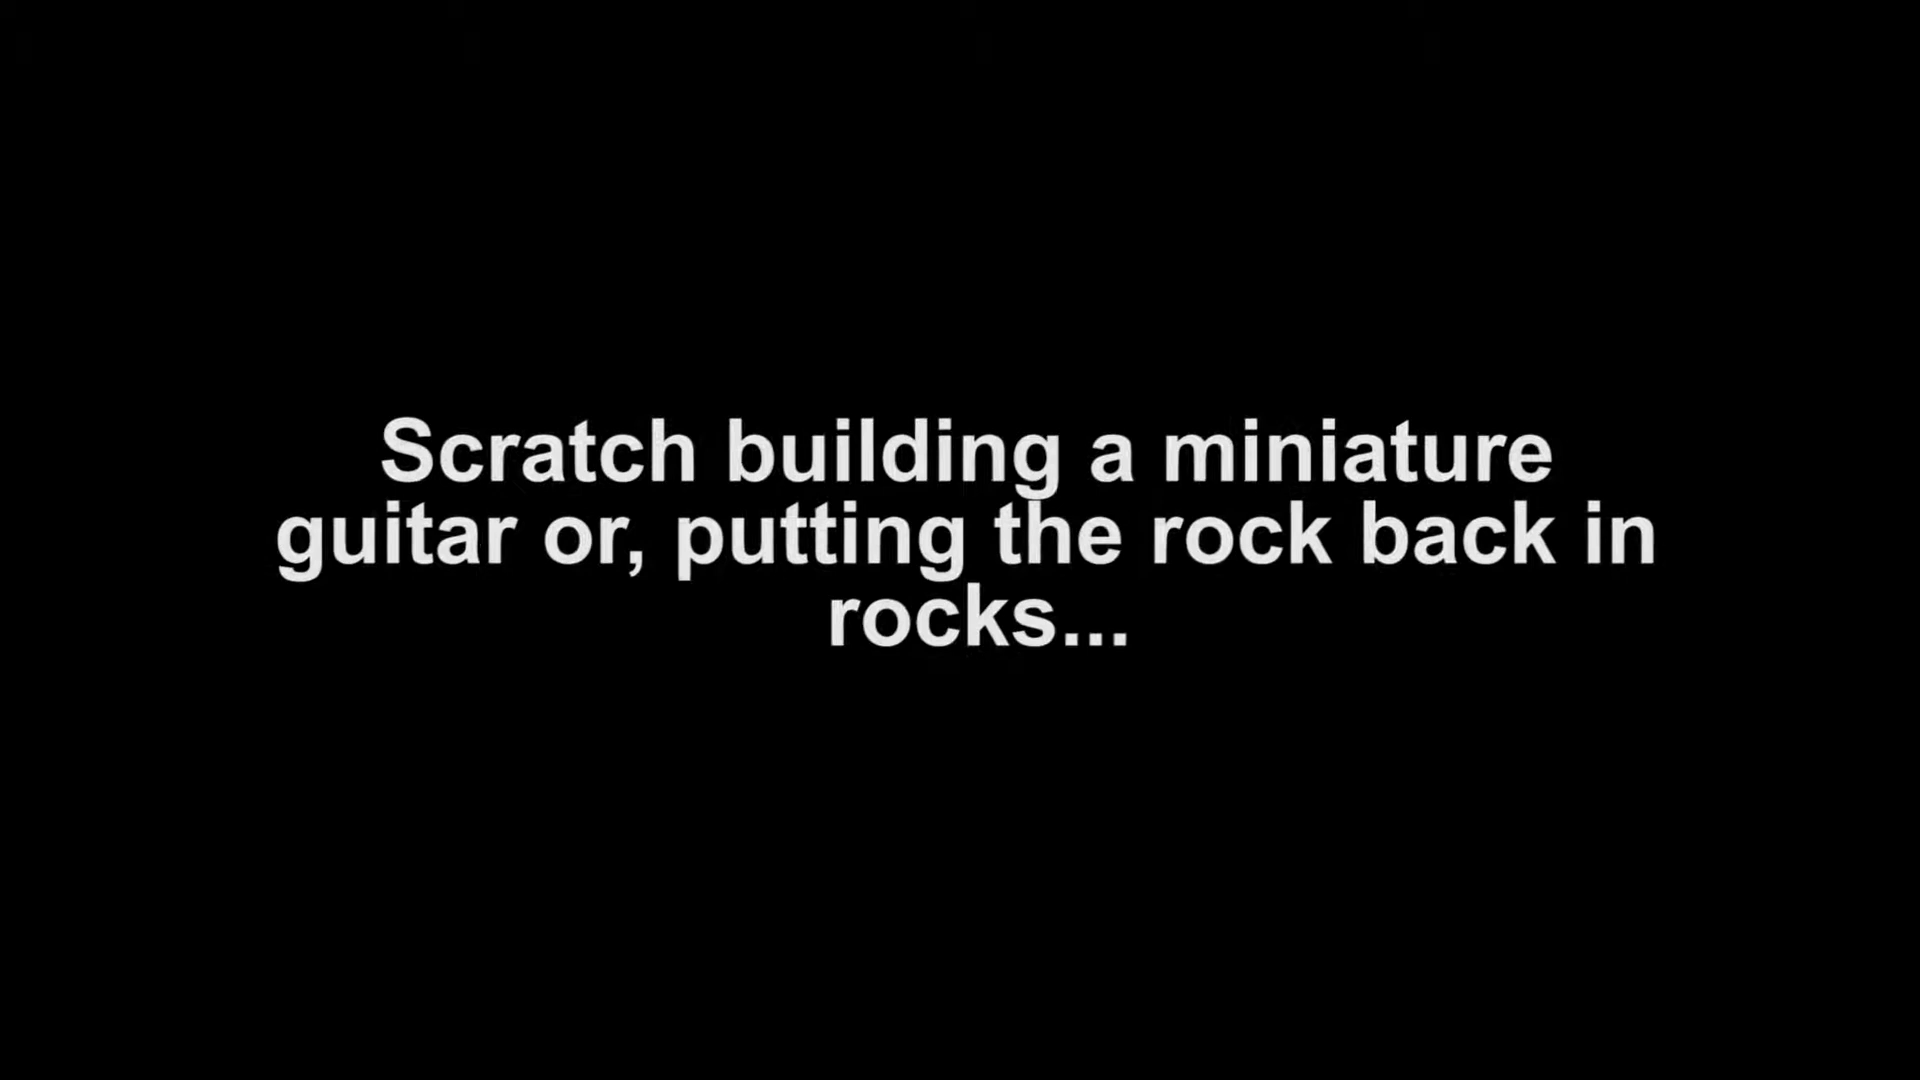 Scratch building a miniature
guitar or, putting the rock back in
rocks...